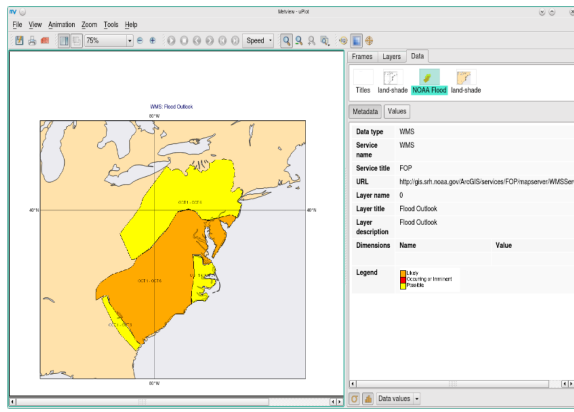 Metview - uPlot
File View Animation Zoom Tools Help
75%
Speed
WMS: Flood Outlook
80°W
40°N
40°N
80°W
Frames Layers Data
Titles land-shade NOAA Flood land-shade
Metadata Values
Data type WMS
Service name WMS
Service title FOP
URL http://gis.srh.noaa.gov/ArcGIS/services/FOP/mapserver/WMSSer
Layer name 0
Layer title Flood Outlook
Layer description Flood Outlook
Dimensions Name Value
Legend
Likely
Occurring or Imminent
Possible
Data values